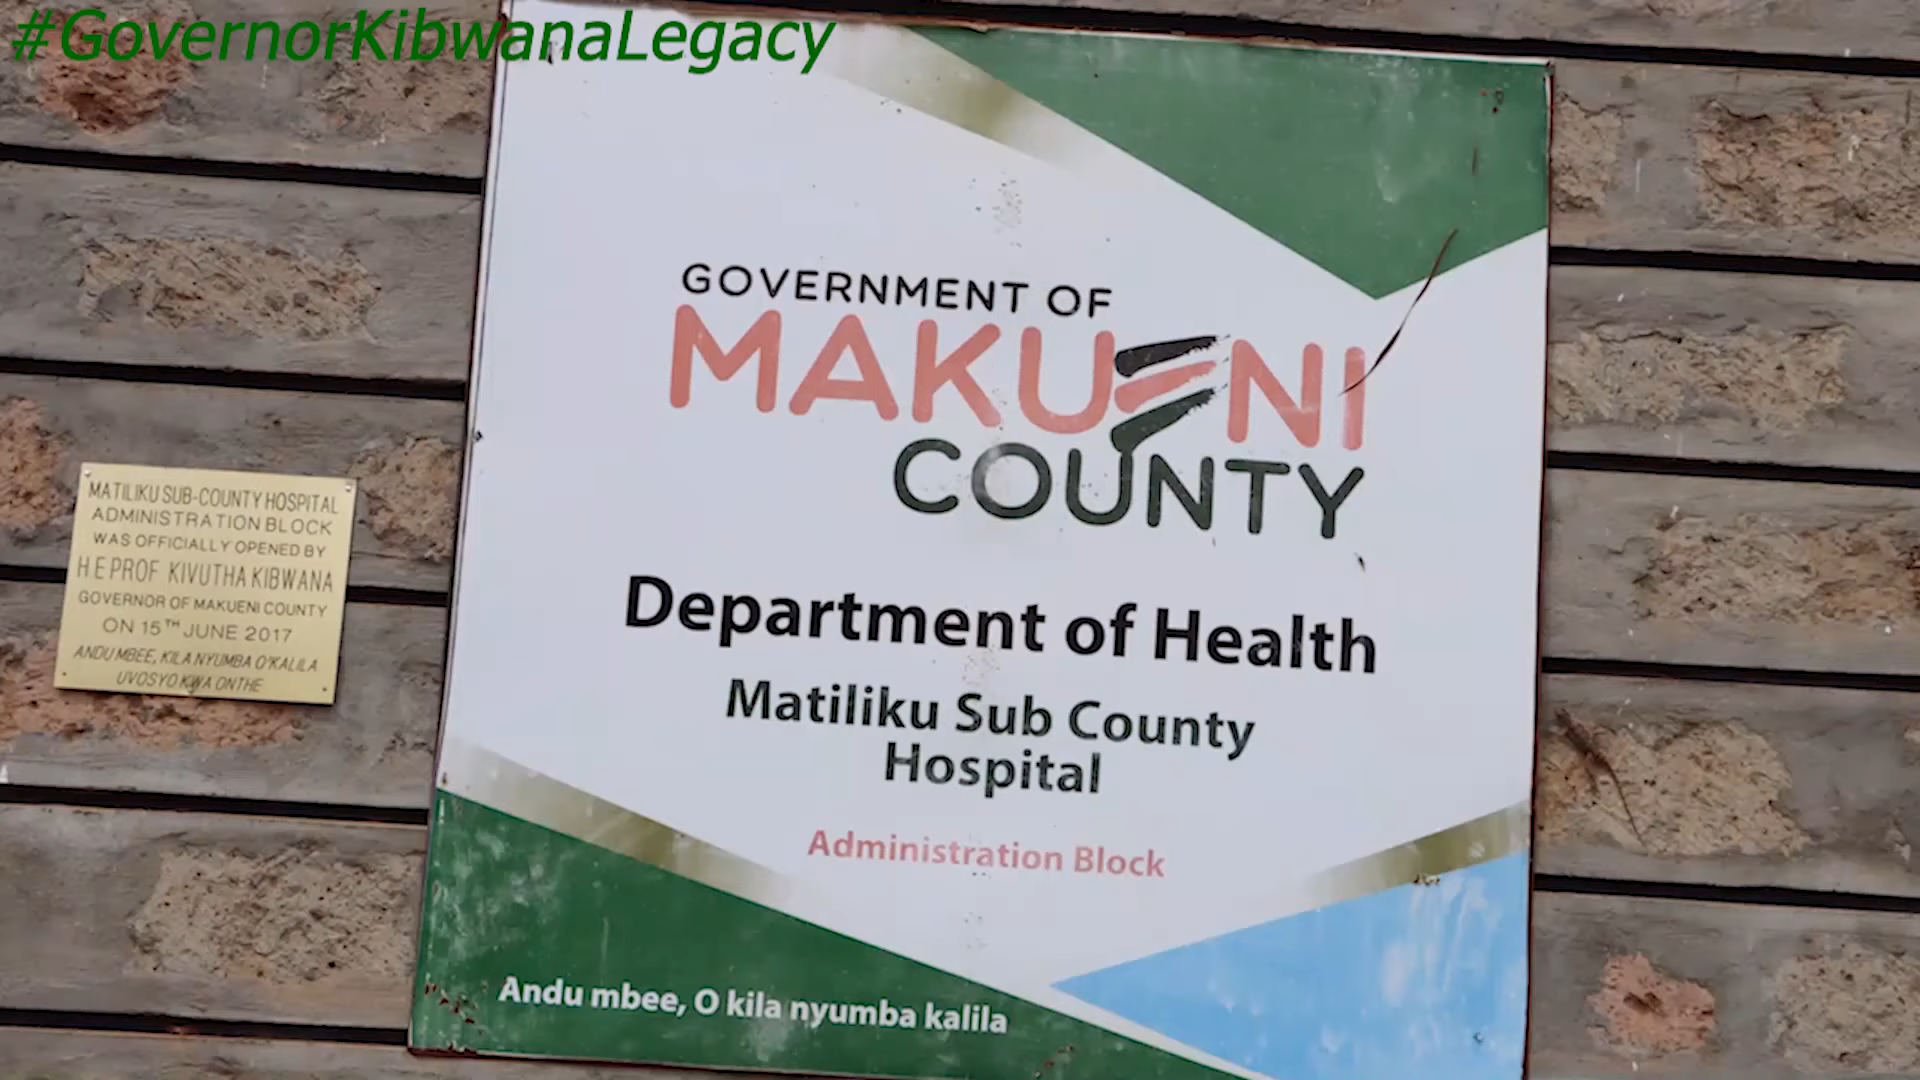 #GovernorKibwanaLegacy
GOVERNMENT OF
MAKUENI
COUNTY
Department of Health
Matiliku Sub County
Hospital
Administration Block
Andu mbee, O kila nyumba kalila
MATILIKU SUB-COUNTY HOSPITAL
ADMINISTRATION BLOCK
WAS OFFICIALLY OPENED BY
H E PROF KIVUTHA KIBWANA
GOVERNOR OF MAKUENI COUNTY
ON 15TH JUNE 2017
ANDU MBEE, KILA NYUMBA O'KALILA
UVOSYO KWA ONTHE